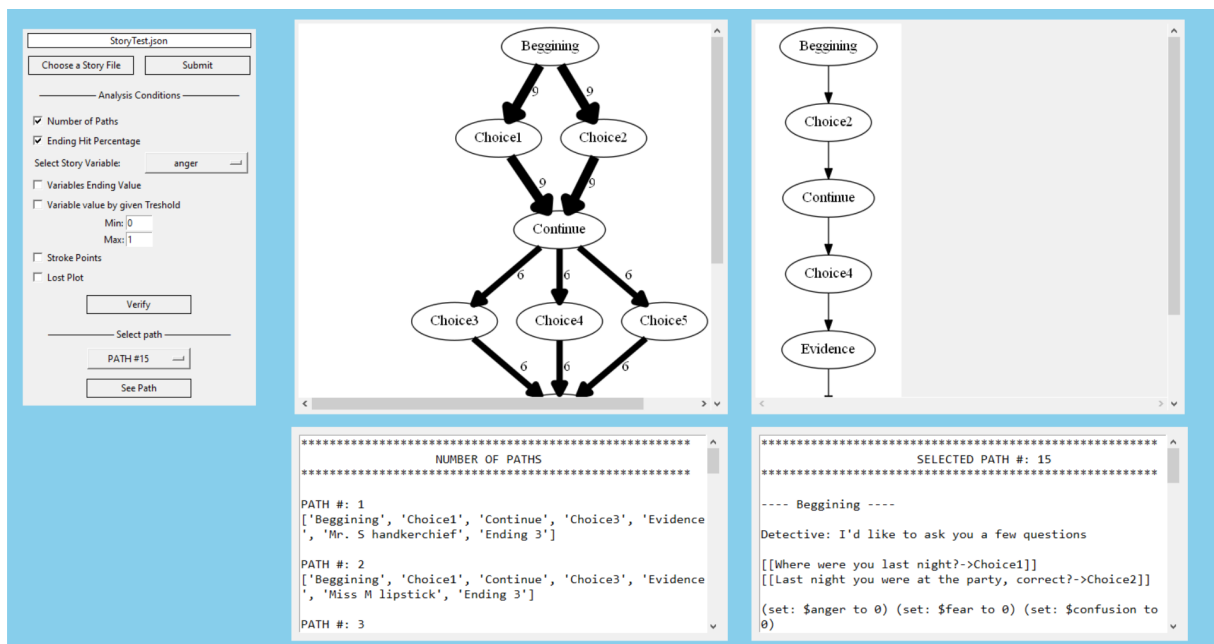 StoryTest.json
Choose a Story File
Submit
Analysis Conditions
Number of Paths
Ending Hit Percentage
Select Story Variable:
anger
Variables Ending Value
Variable value by given Treshold
Min: 0
Max: 1
Stroke Points
Lost Plot
Verify
Select path
PATH #15
See Path
Beggining
9 9
Choice1 Choice2
9 9
Continue
6 6 6
Choice3 Choice4 Choice5
6 6 6
Beggining
Choice2
Continue
Choice4
Evidence
*******************************************************
NUMBER OF PATHS
*******************************************************
PATH #: 1
['Beggining', 'Choice1', 'Continue', 'Choice3', 'Evidence
', 'Mr. S handkerchief', 'Ending 3']
PATH #: 2
['Beggining', 'Choice1', 'Continue', 'Choice3', 'Evidence
', 'Miss M lipstick', 'Ending 3']
PATH #: 3
********************************************************
SELECTED PATH #: 15
********************************************************
---- Beggining ----
Detective: I'd like to ask you a few questions
[[Where were you last night?->Choice1]]
[[Last night you were at the party, correct?->Choice2]]
(set: $anger to 0) (set: $fear to 0) (set: $confusion to
0)